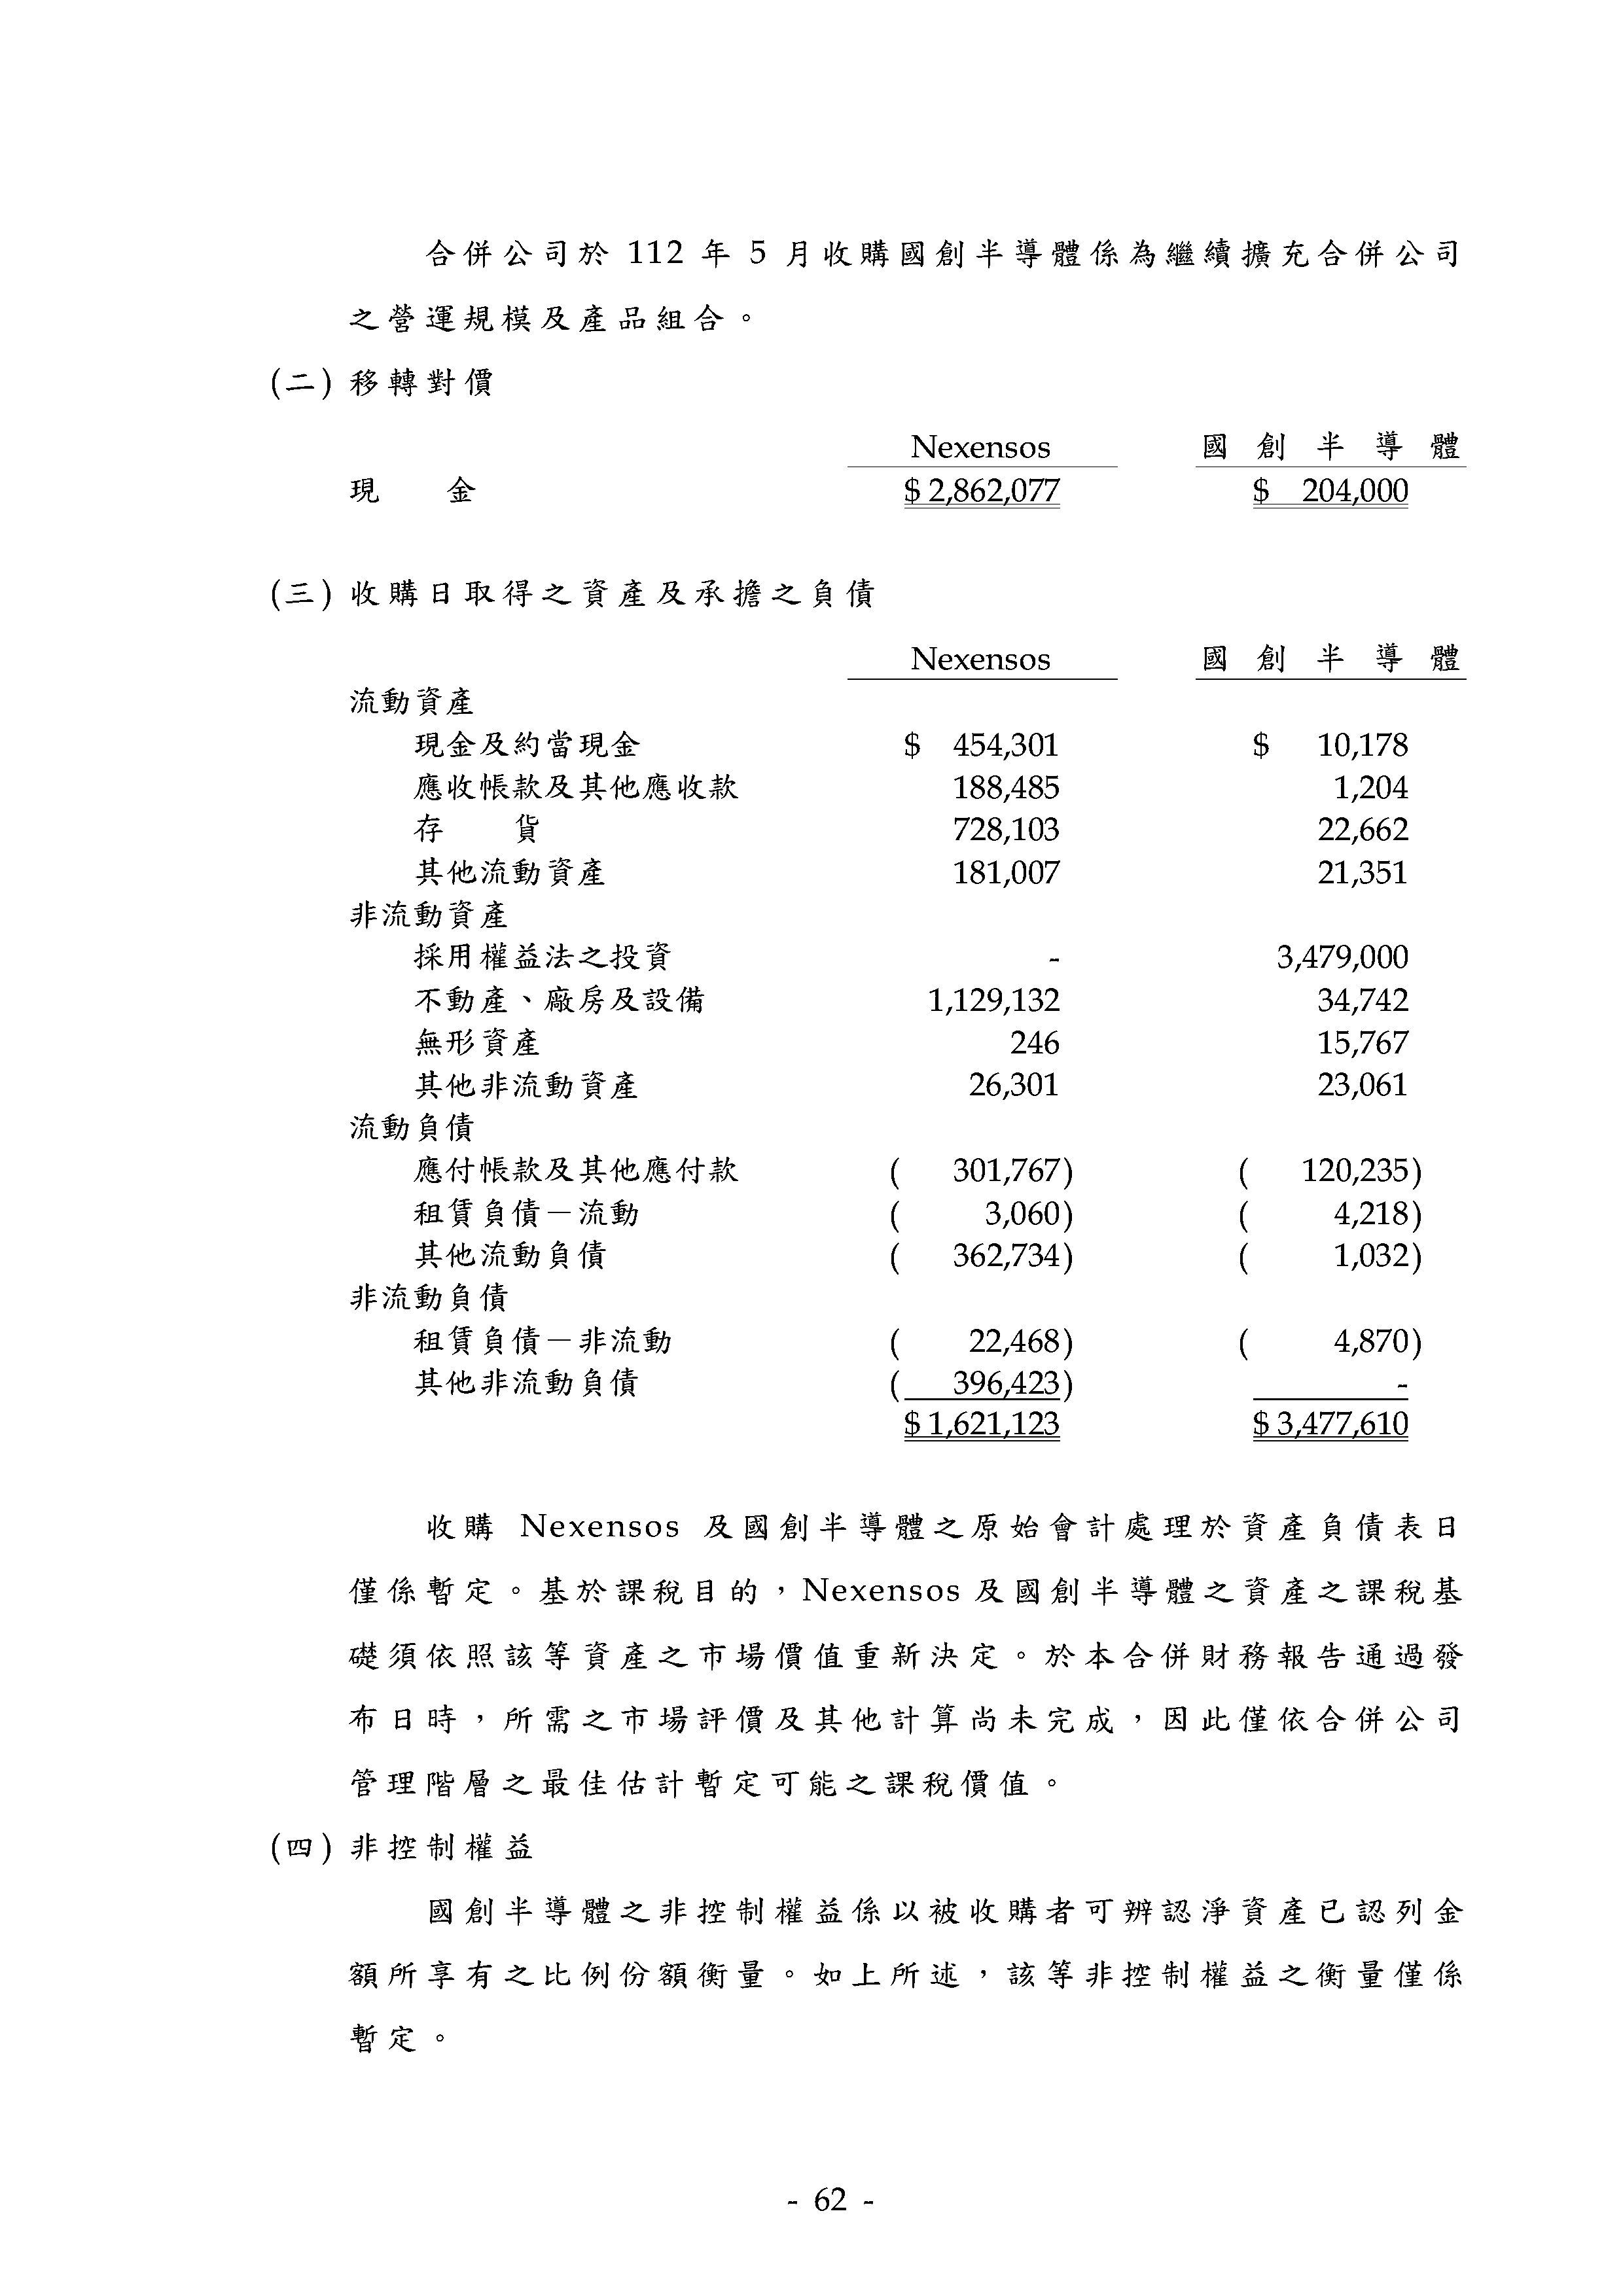 合併公司於 112 年 5 月收購國創半導體係為繼續擴充合併公司
之營運規模及產品組合。
(二) 移轉對價
Nexensos 國創半導體
現金 $ 2,862,077 $ 204,000
(三) 收購日取得之資產及承擔之負債
Nexensos 國創半導體
流動資產
現金及約當現金 $ 454,301 $ 10,178
應收帳款及其他應收款 188,485 1,204
存貨 728,103 22,662
其他流動資產 181,007 21,351
非流動資產
採用權益法之投資 - 3,479,000
不動產、廠房及設備 1,129,132 34,742
無形資產 246 15,767
其他非流動資產 26,301 23,061
流動負債
應付帳款及其他應付款 ( 301,767) ( 120,235)
租賃負債－流動 ( 3,060) ( 4,218)
其他流動負債 ( 362,734) ( 1,032)
非流動負債
租賃負債－非流動 ( 22,468) ( 4,870)
其他非流動負債 ( 396,423) -
$ 1,621,123 $ 3,477,610
收購 Nexensos 及國創半導體之原始會計處理於資產負債表日
僅係暫定。基於課稅目的，Nexensos 及國創半導體之資產之課稅基
礎須依照該等資產之市場價值重新決定。於本合併財務報告通過發
布日時，所需之市場評價及其他計算尚未完成，因此僅依合併公司
管理階層之最佳估計暫定可能之課稅價值。
(四) 非控制權益
國創半導體之非控制權益係以被收購者可辨認淨資產已認列金
額所享有之比例份額衡量。如上所述，該等非控制權益之衡量僅係
暫定。
- 62 -